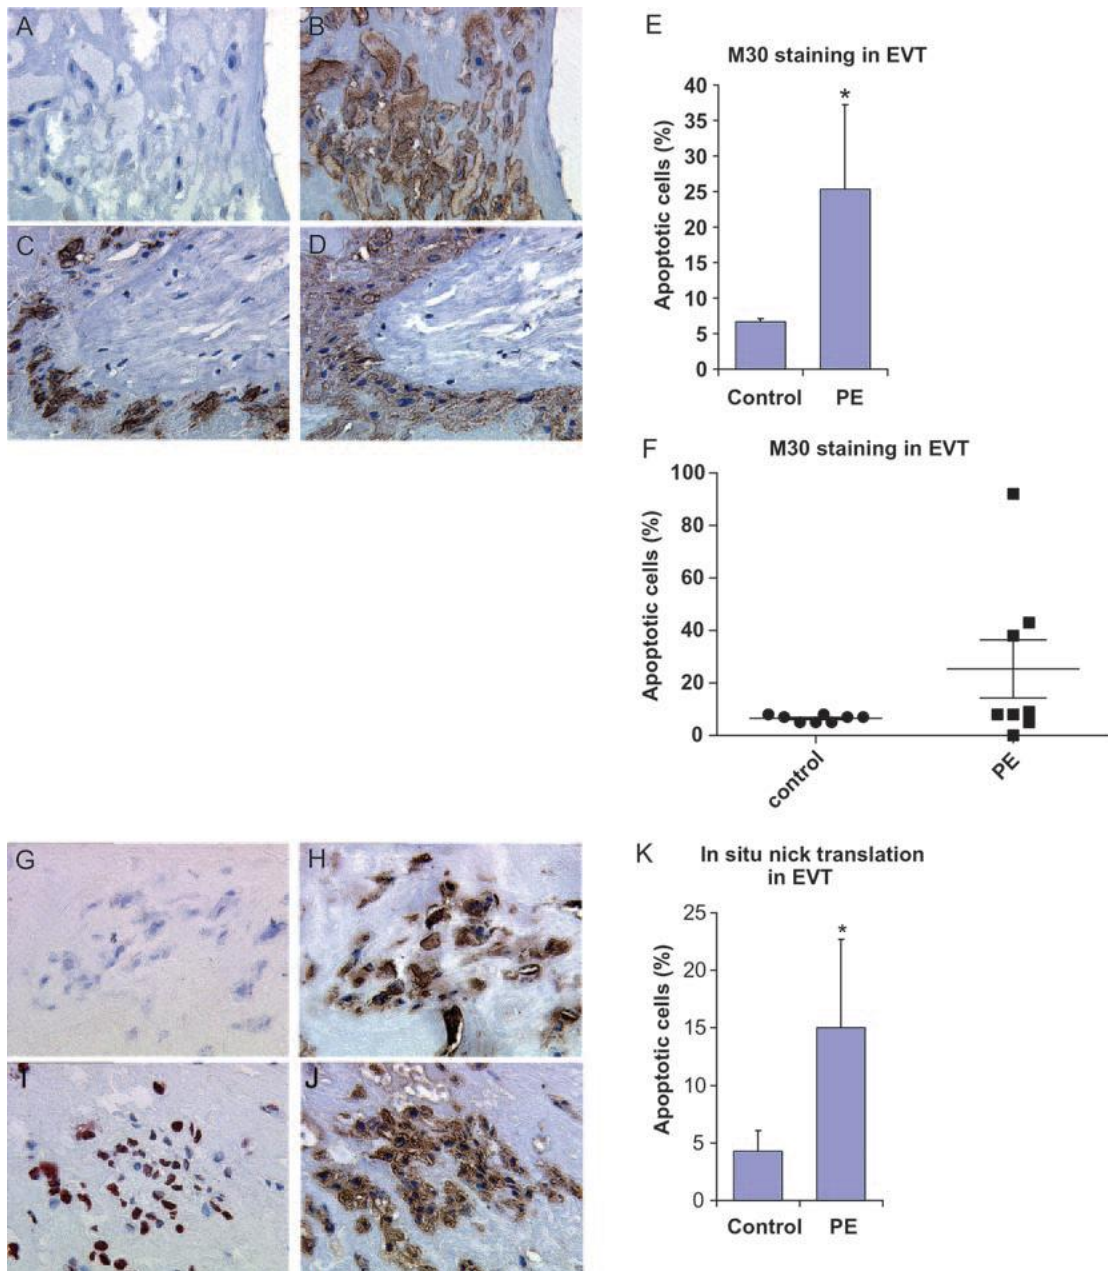 A
B
C
D
E
M30 staining in EVT
Apoptotic cells (%)
40
35
30
25
20
15
10
5
0
*
Control PE
F
M30 staining in EVT
Apoptotic cells (%)
100
80
60
40
20
0
control
PE
G
H
I
J
K
In situ nick translation
in EVT
Apoptotic cells (%)
25
20
15
10
5
0
*
Control PE